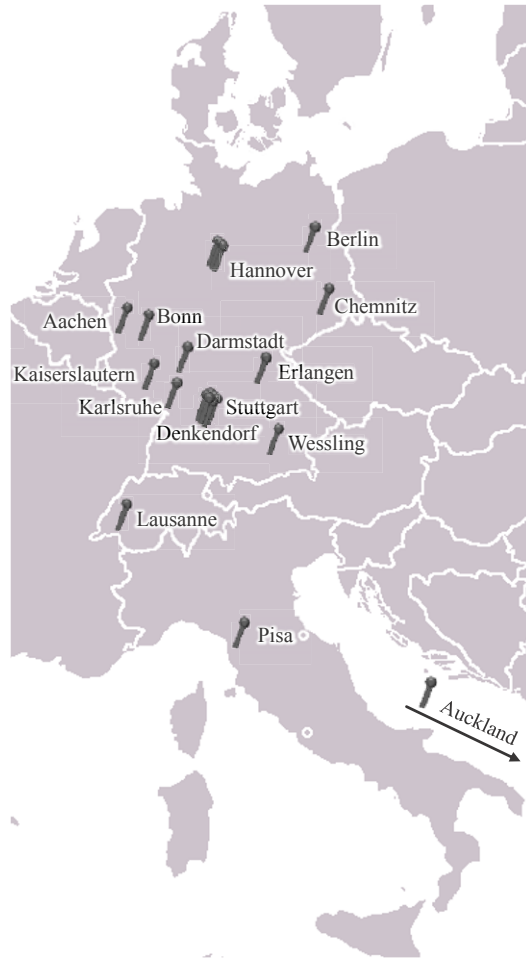 Berlin
Hannover
Chemnitz
Aachen
Bonn
Darmstadt
Kaiserslautern
Erlangen
Karlsruhe
Stuttgart
Denkendorf
Wessling
Lausanne
Pisa
Auckland